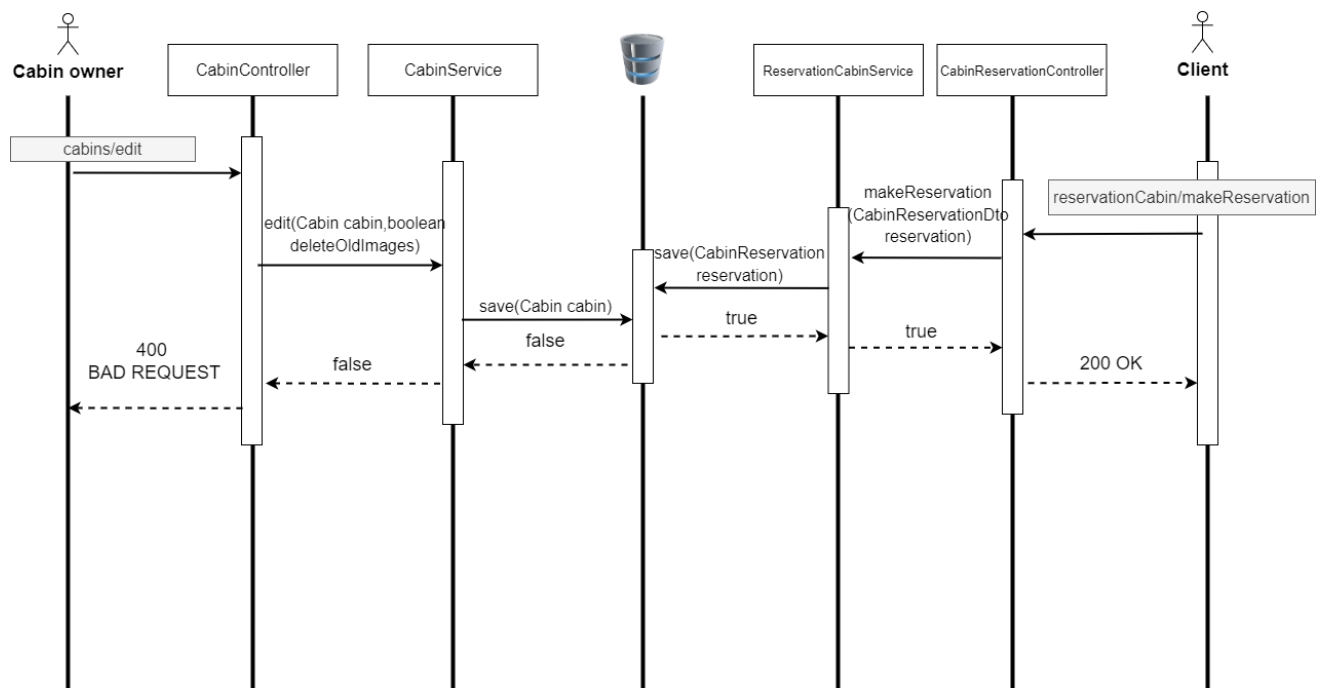 Cabin owner
CabinController
CabinService
ReservationCabinService
CabinReservationController
Client
cabins/edit
reservationCabin/makeReservation
makeReservation
(CabinReservationDto
reservation)
edit(Cabin cabin,boolean
deleteOldImages)
save(CabinReservation
reservation)
save(Cabin cabin)
true
true
false
false
400
BAD REQUEST
200 OK